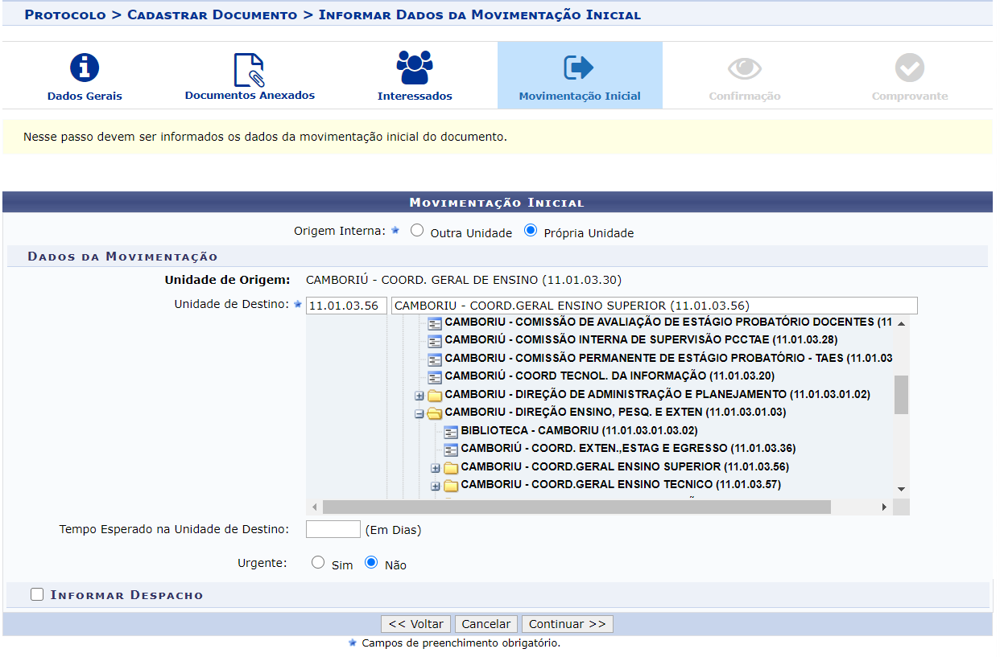 Protocolo > Cadastrar Documento > Informar Dados da Movimentação Inicial
Dados Gerais
Documentos Anexados
Interessados
Movimentação Inicial
Confirmação
Comprovante
Nesse passo devem ser informados os dados da movimentação inicial do documento.
Movimentação Inicial
Origem Interna: Outra Unidade Própria Unidade
Dados da Movimentação
Unidade de Origem: CAMBORIÚ - COORD. GERAL DE ENSINO (11.01.03.30)
Unidade de Destino: 11.01.03.56 CAMBORIU - COORD.GERAL ENSINO SUPERIOR (11.01.03.56)
CAMBORIU - COMISSÃO DE AVALIAÇÃO DE ESTÁGIO PROBATÓRIO DOCENTES (11
CAMBORIÚ - COMISSÃO INTERNA DE SUPERVISÃO PCCTAE (11.01.03.28)
CAMBORIU - COMISSÃO PERMANENTE DE ESTÁGIO PROBATÓRIO - TAES (11.01.03
CAMBORIÚ - COORD TECNOL. DA INFORMAÇÃO (11.01.03.20)
CAMBORIU - DIREÇÃO DE ADMINISTRAÇÃO E PLANEJAMENTO (11.01.03.01.02)
CAMBORIU - DIREÇÃO ENSINO, PESQ. E EXTEN (11.01.03.01.03)
BIBLIOTECA - CAMBORIU (11.01.03.01.03.02)
CAMBORIÚ - COORD. EXTEN.,ESTAG E EGRESSO (11.01.03.36)
CAMBORIU - COORD.GERAL ENSINO SUPERIOR (11.01.03.56)
CAMBORIU - COORD.GERAL ENSINO TECNICO (11.01.03.57)
Tempo Esperado na Unidade de Destino: (Em Dias)
Urgente: Sim Não
Informar Despacho
<< Voltar Cancelar Continuar >>
Campos de preenchimento obrigatório.